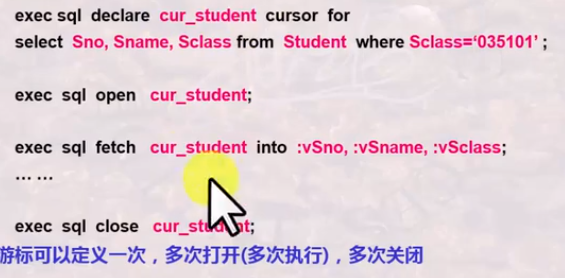 exec sql declare cur_student cursor for
select Sno, Sname, Sclass from Student where Sclass=‘035101’ ;
exec sql open cur_student;
exec sql fetch cur_student into :vSno, :vSname, :vSclass;
… …
exec sql close cur_student;
游标可以定义一次，多次打开(多次执行)，多次关闭